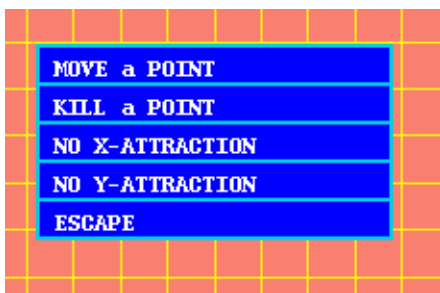 MOVE a POINT
KILL a POINT
NO X-ATTRACTION
NO Y-ATTRACTION
ESCAPE